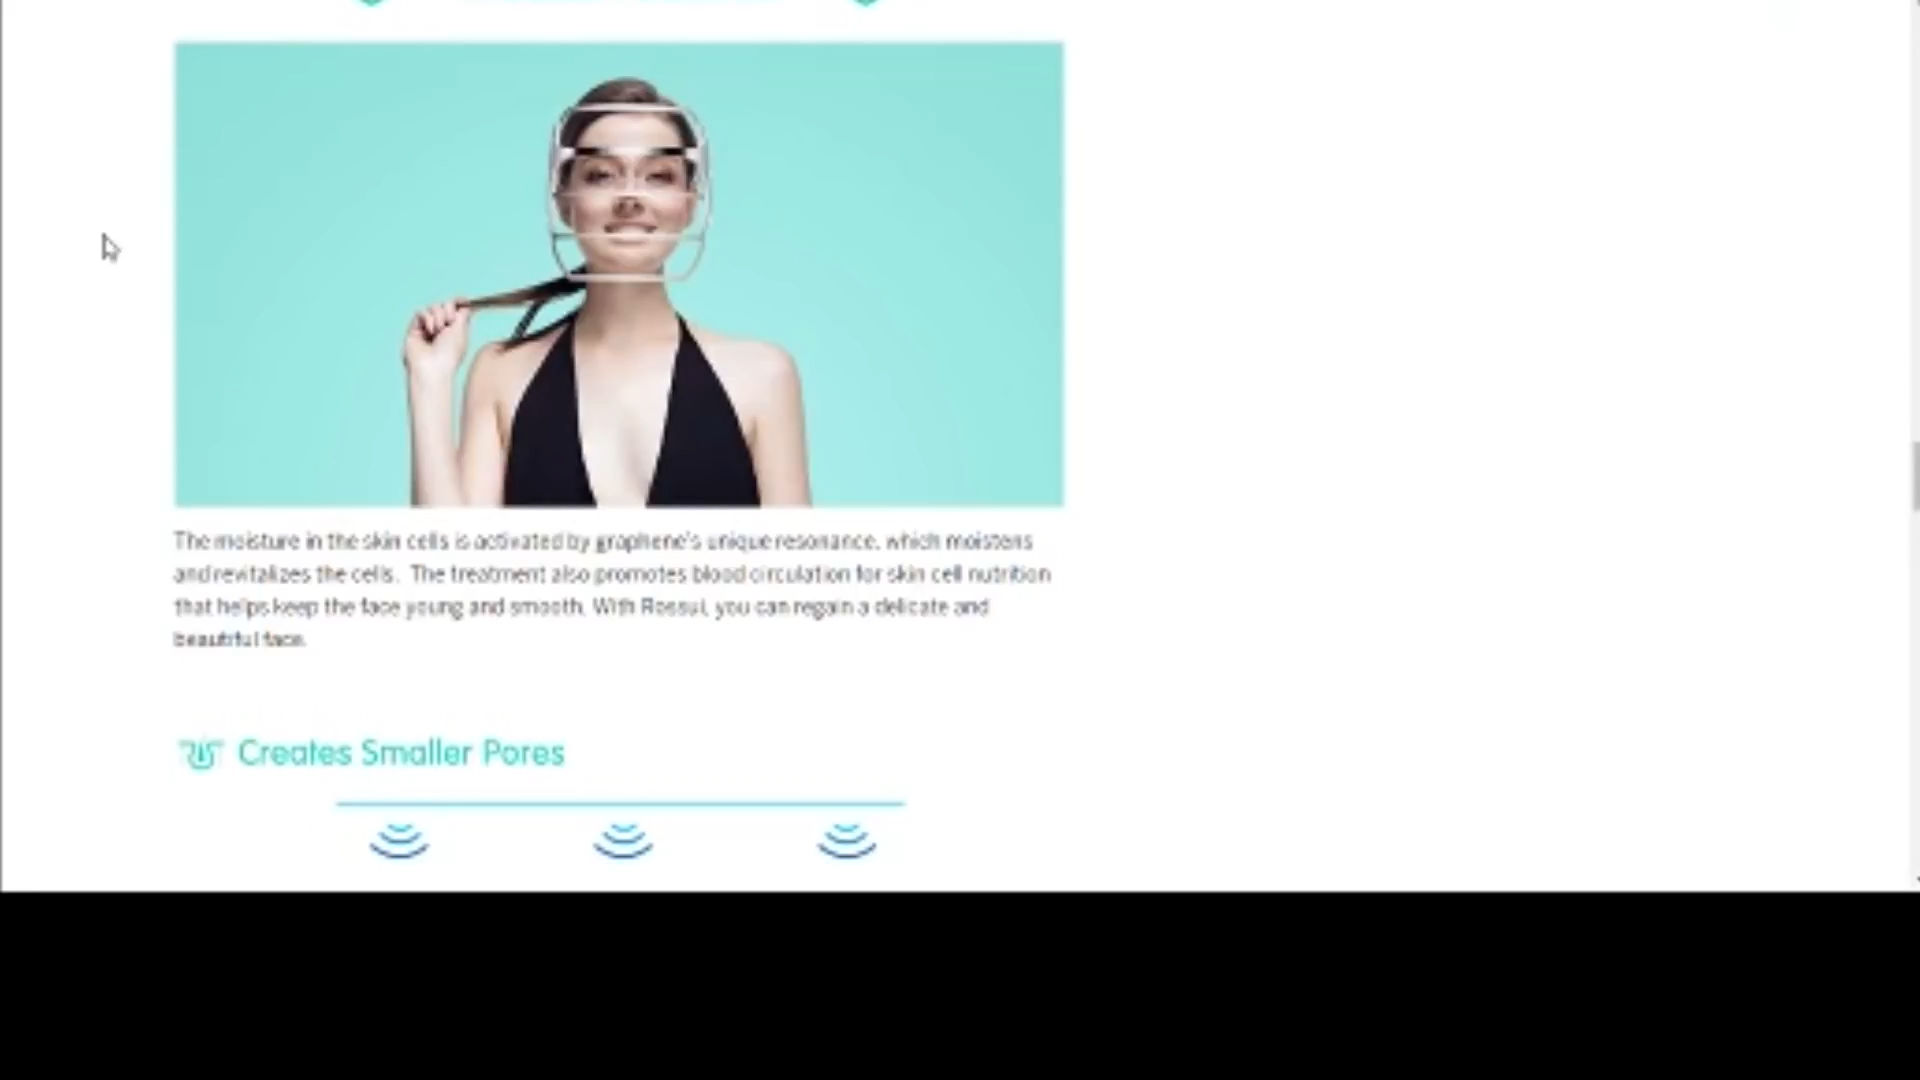 The moisture in the skin cells is activated by graphene's unique resonance, which moistens
and revitalizes the cells. The treatment also promotes blood circulation for skin cell nutrition
that helps keep the face young and smooth. With Rossul, you can regain a delicate and
beautiful face.
Creates Smaller Pores